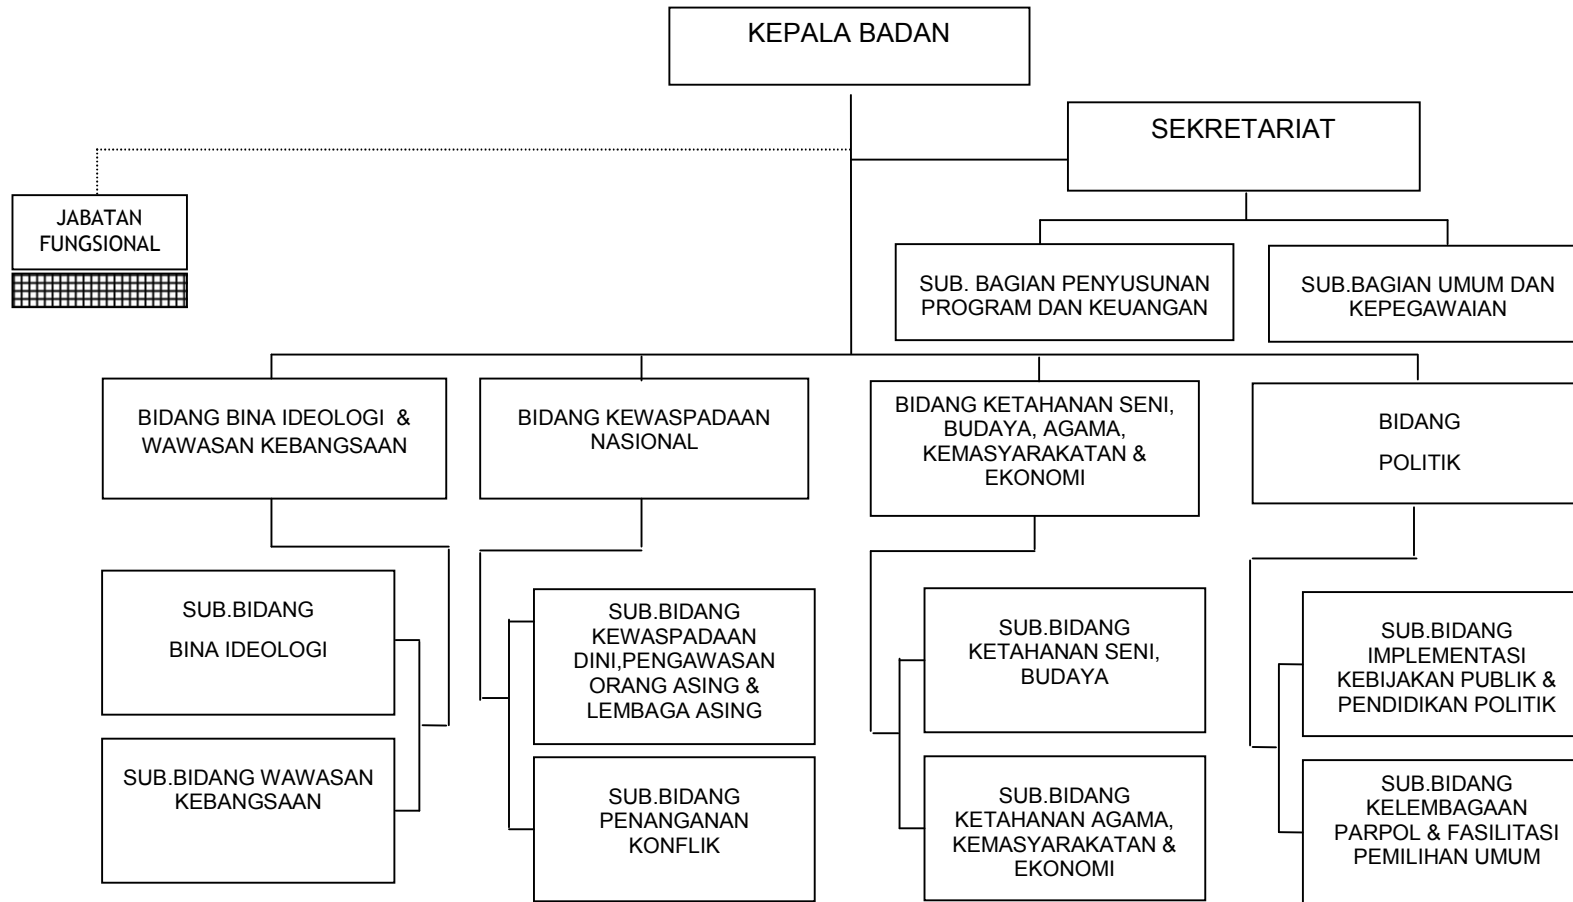 KEPALA BADAN
SEKRETARIAT
JABATAN
FUNGSIONAL
SUB. BAGIAN PENYUSUNAN
PROGRAM DAN KEUANGAN
SUB.BAGIAN UMUM DAN
KEPEGAWAIAN
BIDANG BINA IDEOLOGI &
WAWASAN KEBANGSAAN
BIDANG KEWASPADAAN
NASIONAL
BIDANG KETAHANAN SENI,
BUDAYA, AGAMA,
KEMASYARAKATAN &
EKONOMI
BIDANG
POLITIK
SUB.BIDANG
BINA IDEOLOGI
SUB.BIDANG
KEWASPADAAN
DINI,PENGAWASAN
ORANG ASING &
LEMBAGA ASING
SUB.BIDANG
KETAHANAN SENI,
BUDAYA
SUB.BIDANG
IMPLEMENTASI
KEBIJAKAN PUBLIK &
PENDIDIKAN POLITIK
SUB.BIDANG WAWASAN
KEBANGSAAN
SUB.BIDANG
PENANGANAN
KONFLIK
SUB.BIDANG
KETAHANAN AGAMA,
KEMASYARAKATAN &
EKONOMI
SUB.BIDANG
KELEMBAGAAN
PARPOL & FASILITASI
PEMILIHAN UMUM